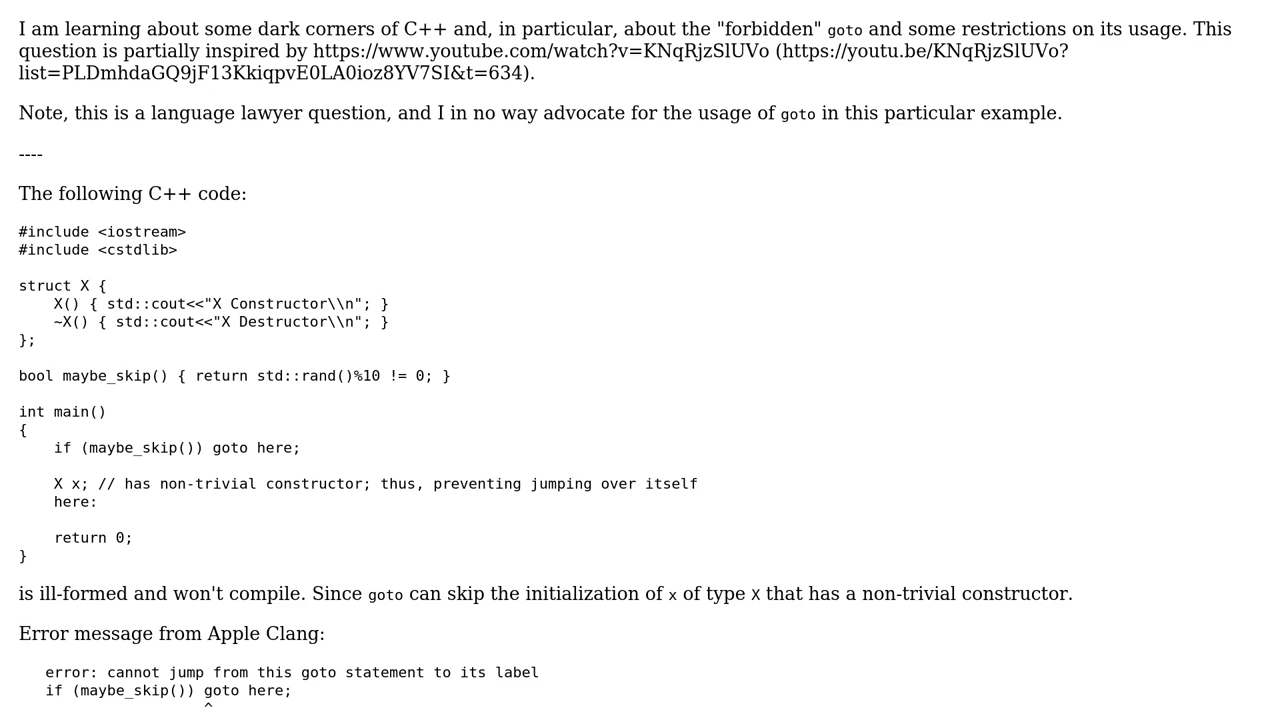 I am learning about some dark corners of C++ and, in particular, about the "forbidden" goto and some restrictions on its usage. This
question is partially inspired by https://www.youtube.com/watch?v=KNqRjzSlUVo (https://youtu.be/KNqRjzSlUVo?
list=PLDmhdaGQ9jF13KkiqpvE0LA0ioz8YV7SI&t=634).
Note, this is a language lawyer question, and I in no way advocate for the usage of goto in this particular example.
----
The following C++ code:
#include <iostream>
#include <cstdlib>
struct X {
    X() { std::cout<<"X Constructor\\n"; }
    ~X() { std::cout<<"X Destructor\\n"; }
};
bool maybe_skip() { return std::rand()%10 != 0; }
int main()
{
    if (maybe_skip()) goto here;
    X x; // has non-trivial constructor; thus, preventing jumping over itself
    here:
    return 0;
}
is ill-formed and won't compile. Since goto can skip the initialization of x of type X that has a non-trivial constructor.
Error message from Apple Clang:
   error: cannot jump from this goto statement to its label
   if (maybe_skip()) goto here;
                     ^